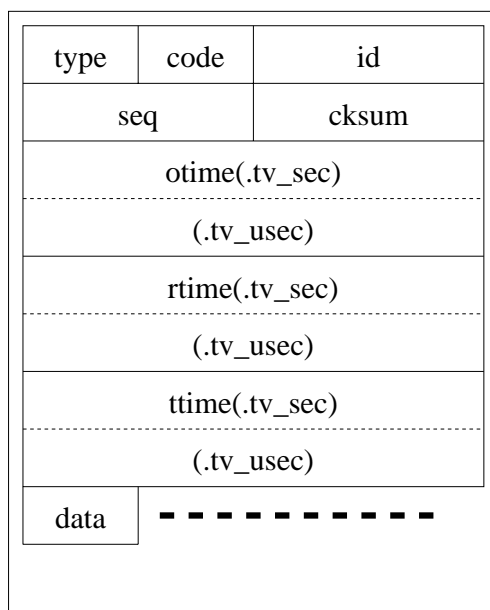 type code id
seq cksum
otime(.tv_sec)
(.tv_usec)
rtime(.tv_sec)
(.tv_usec)
ttime(.tv_sec)
(.tv_usec)
data